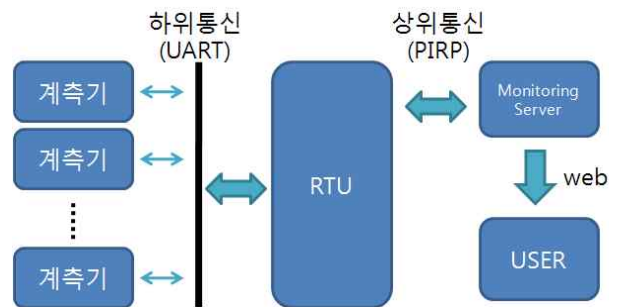 하위통신
(UART)
상위통신
(PIRP)
계측기
계측기
계측기
RTU
Monitoring
Server
web
USER